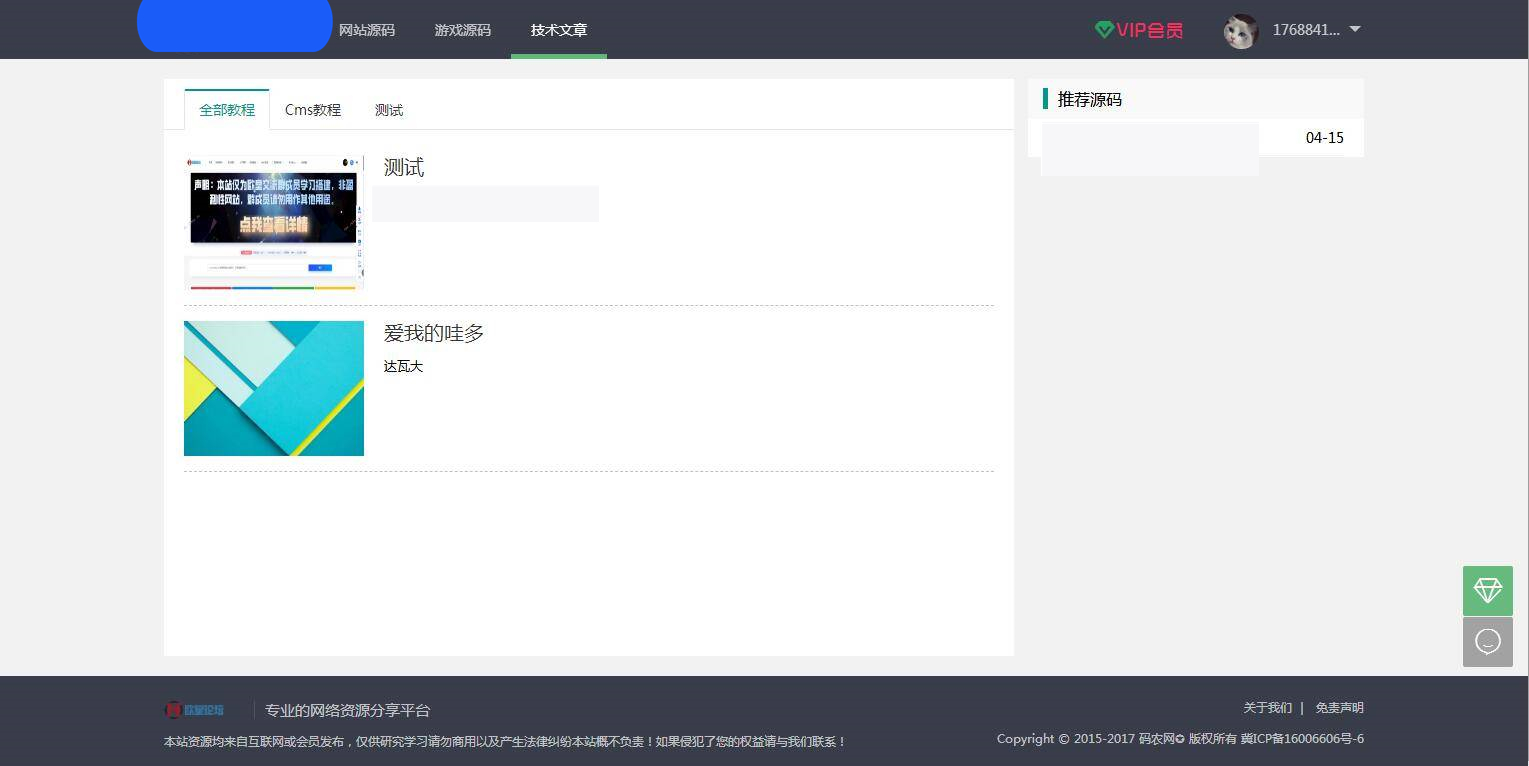 网站源码 游戏源码 技术文章 VIP会员 1768841...
全部教程 Cms教程 测试
推荐源码
04-15
测试
声明：本站仅为欧皇交流群成员学习搭建，非盈
利性网站，群成员请勿用作其他用途。
点我查看详情
爱我的哇多
达瓦大
欧皇论坛 专业的网络资源分享平台
关于我们 | 免责声明
本站资源均来自互联网或会员发布，仅供研究学习请勿商用以及产生法律纠纷本站概不负责！如果侵犯了您的权益请与我们联系！
Copyright © 2015-2017 码农网✪ 版权所有 冀ICP备16006606号-6